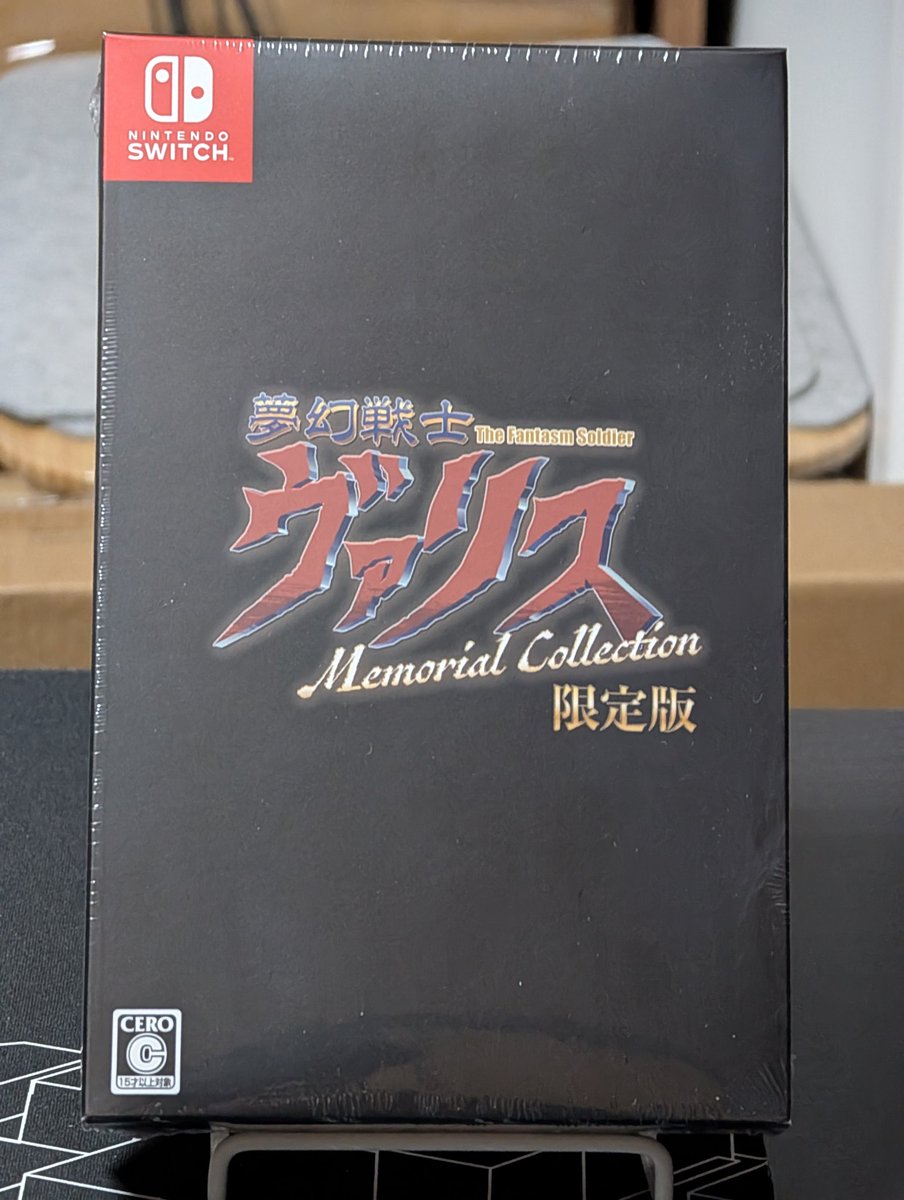 NINTENDO
SWITCH™
夢幻戦士 The Fantasm Soldier
ヴァリス
Memorial Collection
限定版
CERO
C
15才以上対象